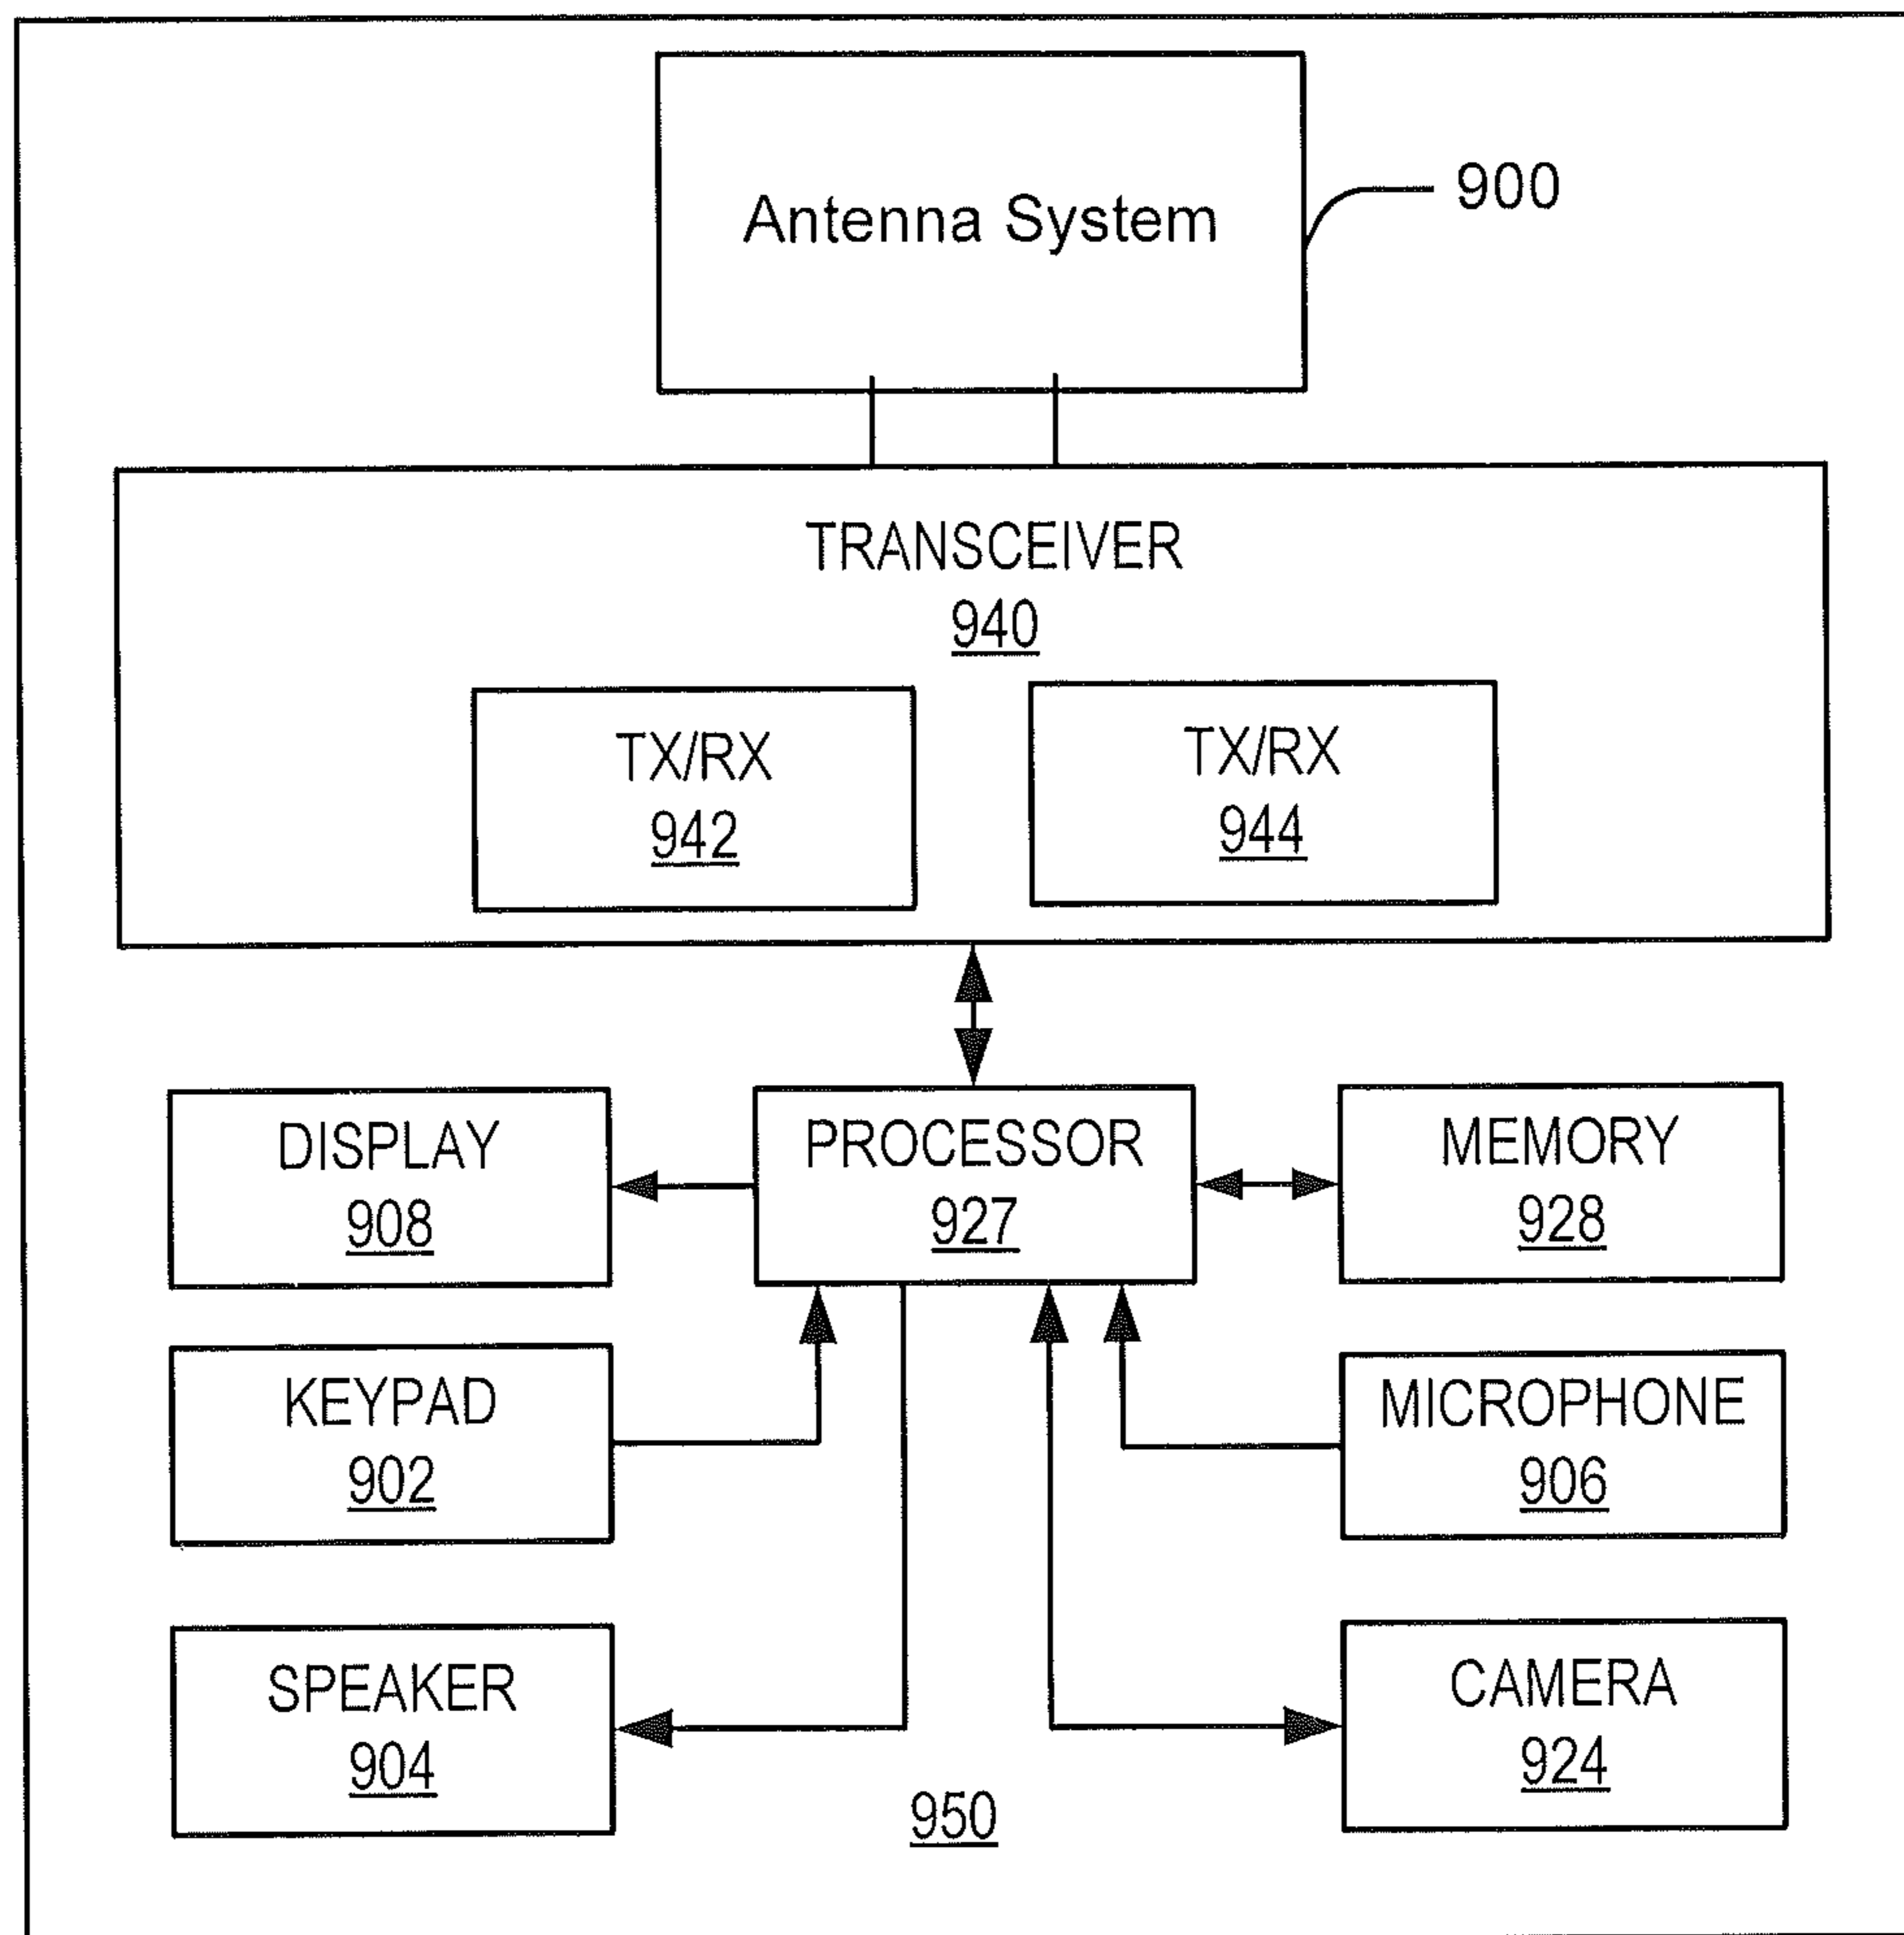 Antenna System
900
TRANSCEIVER
940
TX/RX
942
TX/RX
944
DISPLAY
908
PROCESSOR
927
MEMORY
928
KEYPAD
902
MICROPHONE
906
SPEAKER
904
CAMERA
924
950